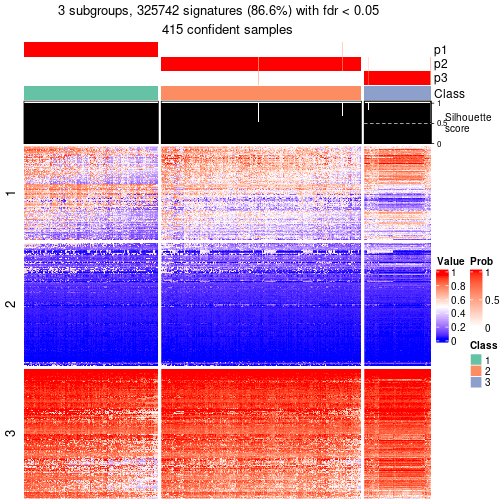 3 subgroups, 325742 signatures (86.6%) with fdr < 0.05
415 confident samples
p1
p2
p3
Class
1
0.5
0
Silhouette
score
1
2
3
Value
1
0.8
0.6
0.4
0.2
0
Prob
1
0.5
0
Class
1
2
3